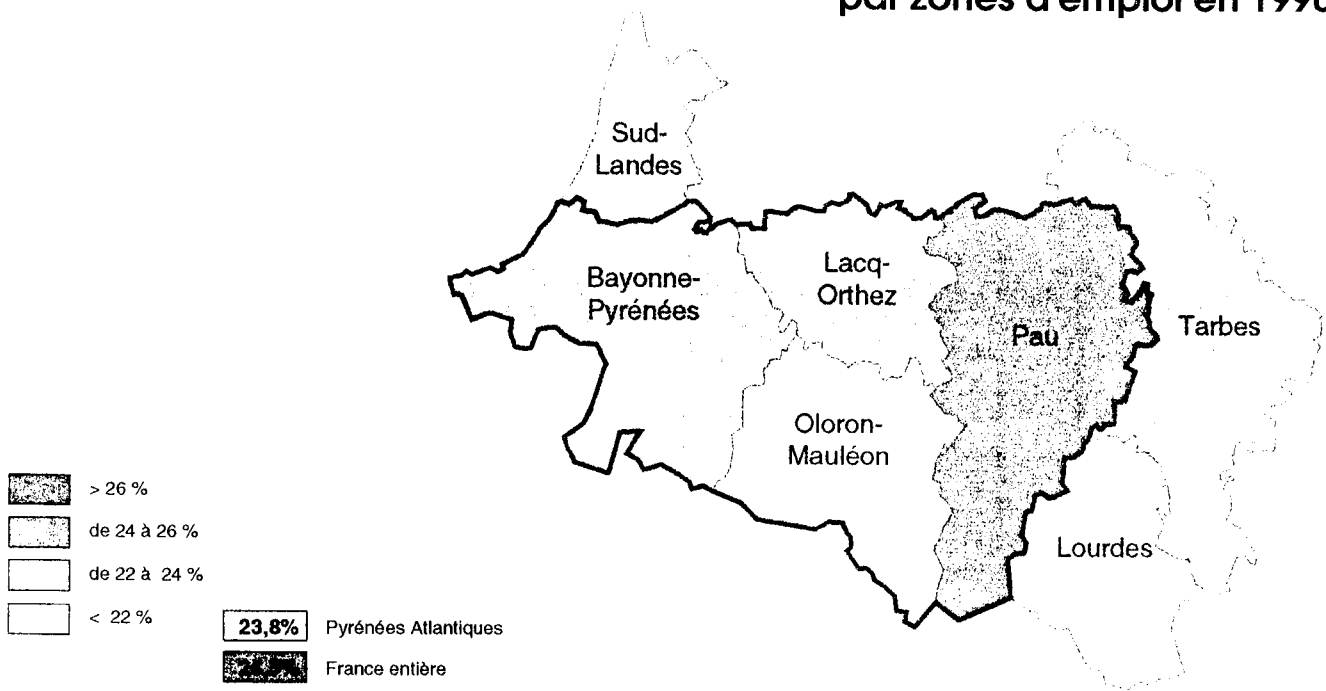 par zones d'emploi en 1990
Sud-
Landes
Bayonne-
Pyrénées
Lacq-
Orthez
Pau
Tarbes
Oloron-
Mauléon
Lourdes
> 26 %
de 24 à 26 %
de 22 à 24 %
< 22 %
23,8% Pyrénées Atlantiques
France entière